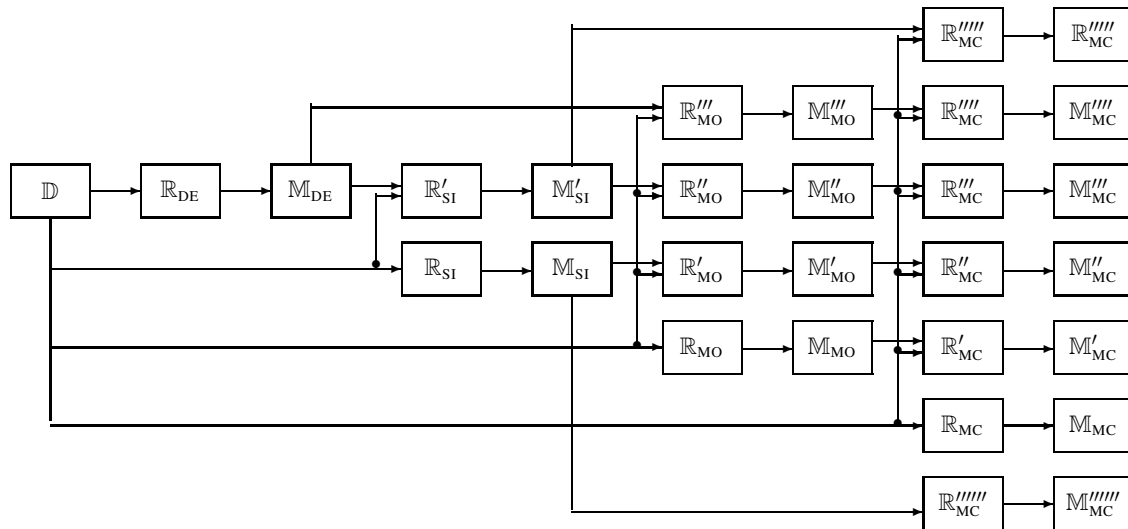 ℝ′′′′′MC ℝ′′′′′MC
ℝ′′′MO 𝕄′′′MO ℝ′′′′MC 𝕄′′′′MC
𝔻 ℝDE 𝕄DE ℝ′SI 𝕄′SI ℝ′′MO 𝕄′′MO ℝ′′′MC 𝕄′′′MC
ℝSI 𝕄SI ℝ′MO 𝕄′MO ℝ′′MC 𝕄′′MC
ℝMO 𝕄MO ℝ′MC 𝕄′MC
ℝMC 𝕄MC
ℝ′′′′′′MC 𝕄′′′′′′MC